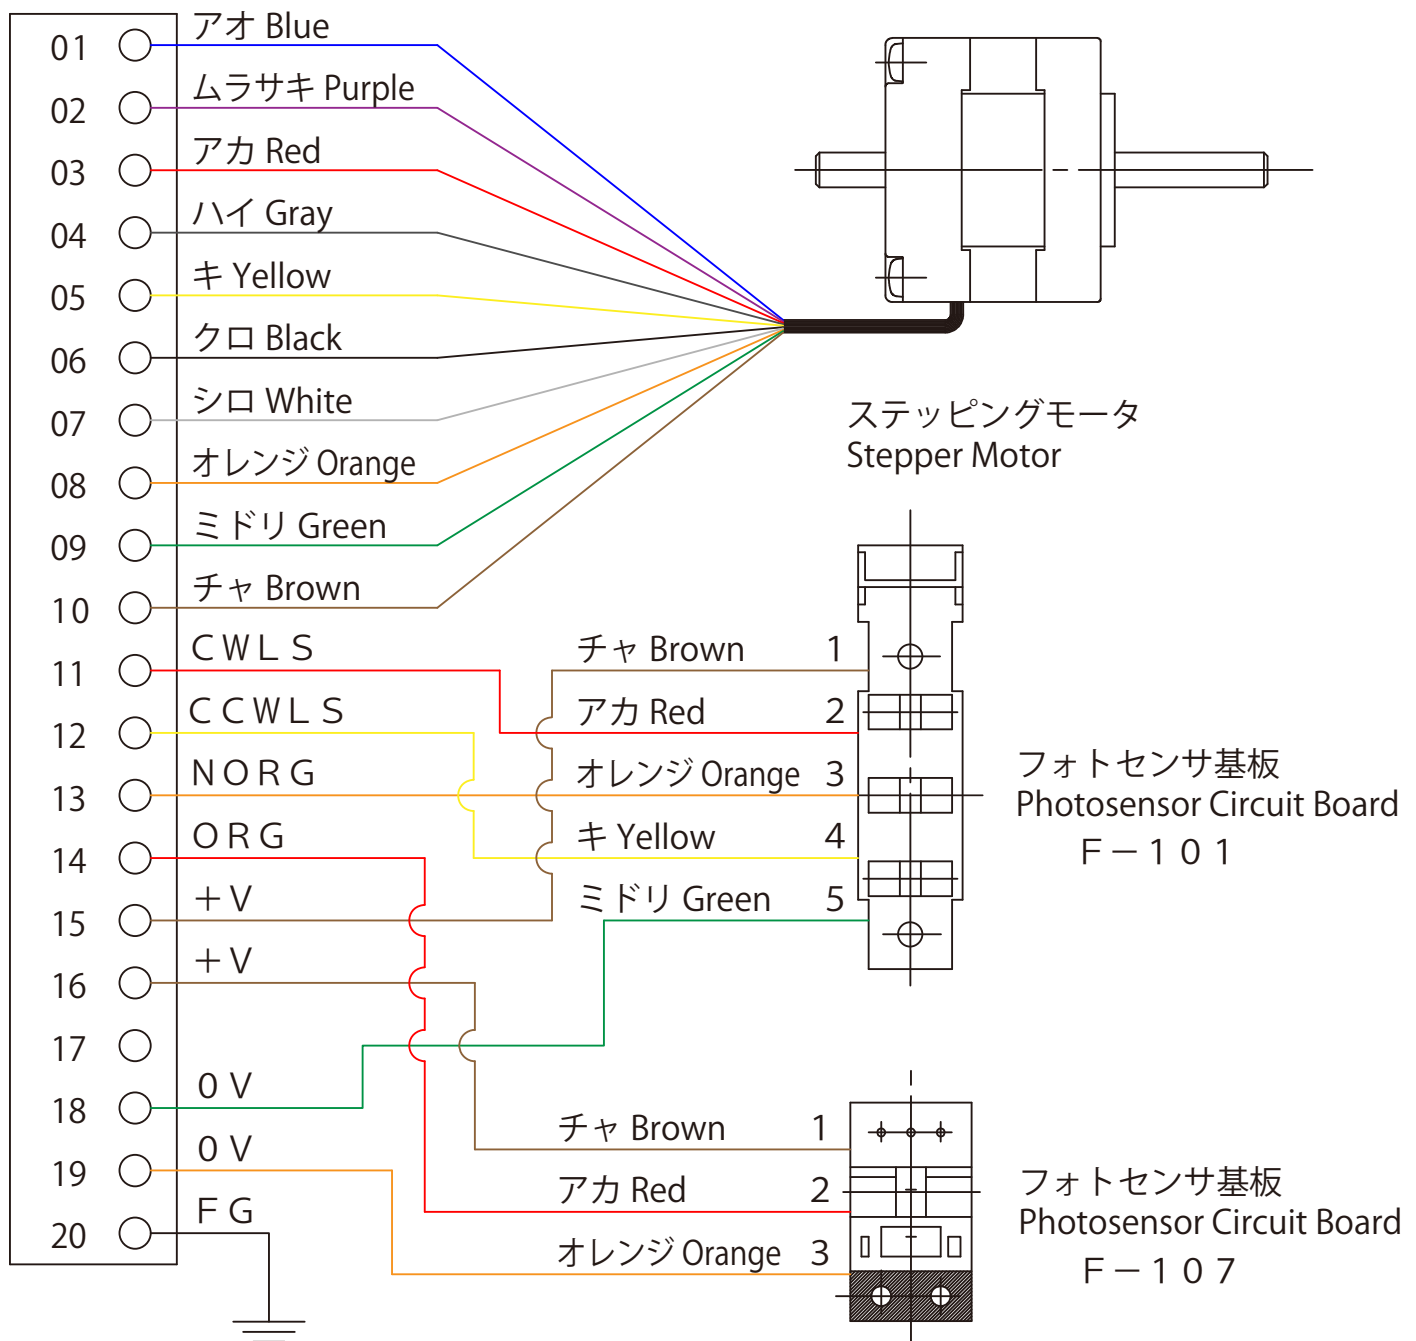 01 アオ Blue
02 ムラサキ Purple
03 アカ Red
04 ハイ Gray
05 キ Yellow
06 クロ Black
07 シロ White
08 オレンジ Orange
09 ミドリ Green
10 チャ Brown
ステッピングモータ
Stepper Motor
11 CWLS チャ Brown 1
12 CCWLS アカ Red 2
13 NORG オレンジ Orange 3
14 ORG キ Yellow 4
15 +V ミドリ Green 5
フォトセンサ基板
Photosensor Circuit Board
F－101
16 +V
17
18 0V
19 0V
20 FG
チャ Brown 1
アカ Red 2
オレンジ Orange 3
フォトセンサ基板
Photosensor Circuit Board
F－107